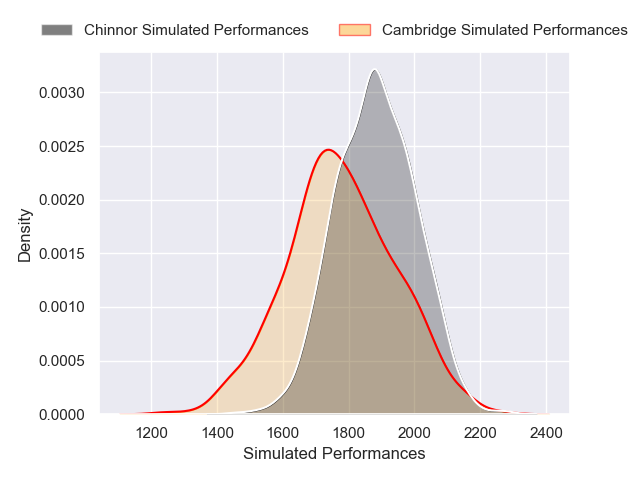 Chinnor Simulated Performances Cambridge Simulated Performances
0.0030
0.0025
0.0020
0.0015
0.0010
0.0005
0.0000
Density
1200 1400 1600 1800 2000 2200 2400
Simulated Performances